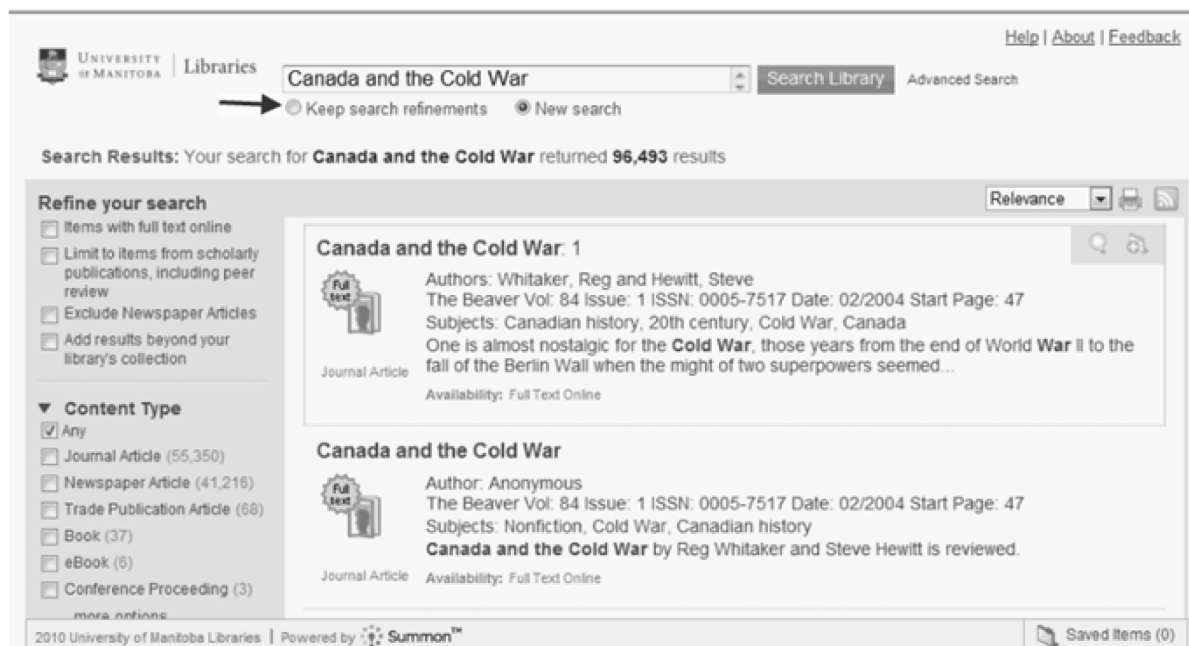 Help | About | Feedback
UNIVERSITY OF MANITOBA | Libraries
Canada and the Cold War
Search Library
Advanced Search
Keep search refinements
New search
Search Results: Your search for Canada and the Cold War returned 96,493 results
Refine your search
Items with full text online
Limit to items from scholarly
publications, including peer
review
Exclude Newspaper Articles
Add results beyond your
library's collection
Content Type
Any
Journal Article (55,350)
Newspaper Article (41,216)
Trade Publication Article (68)
Book (37)
eBook (6)
Conference Proceeding (3)
more options
Relevance
Canada and the Cold War: 1
Full text
Journal Article
Authors: Whitaker, Reg and Hewitt, Steve
The Beaver Vol: 84 Issue: 1 ISSN: 0005-7517 Date: 02/2004 Start Page: 47
Subjects: Canadian history, 20th century, Cold War, Canada
One is almost nostalgic for the Cold War, those years from the end of World War II to the
fall of the Berlin Wall when the might of two superpowers seemed...
Availability: Full Text Online
Canada and the Cold War
Full text
Journal Article
Author: Anonymous
The Beaver Vol: 84 Issue: 1 ISSN: 0005-7517 Date: 02/2004 Start Page: 47
Subjects: Nonfiction, Cold War, Canadian history
Canada and the Cold War by Reg Whitaker and Steve Hewitt is reviewed.
Availability: Full Text Online
2010 University of Manitoba Libraries | Powered by Summon™
Saved Items (0)